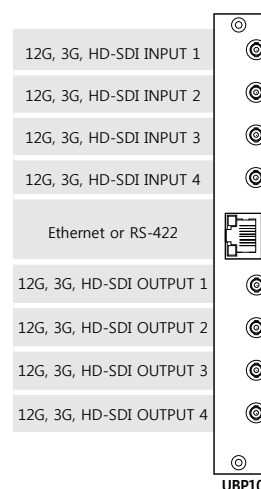 12G, 3G, HD-SDI INPUT 1
12G, 3G, HD-SDI INPUT 2
12G, 3G, HD-SDI INPUT 3
12G, 3G, HD-SDI INPUT 4
Ethernet or RS-422
12G, 3G, HD-SDI OUTPUT 1
12G, 3G, HD-SDI OUTPUT 2
12G, 3G, HD-SDI OUTPUT 3
12G, 3G, HD-SDI OUTPUT 4